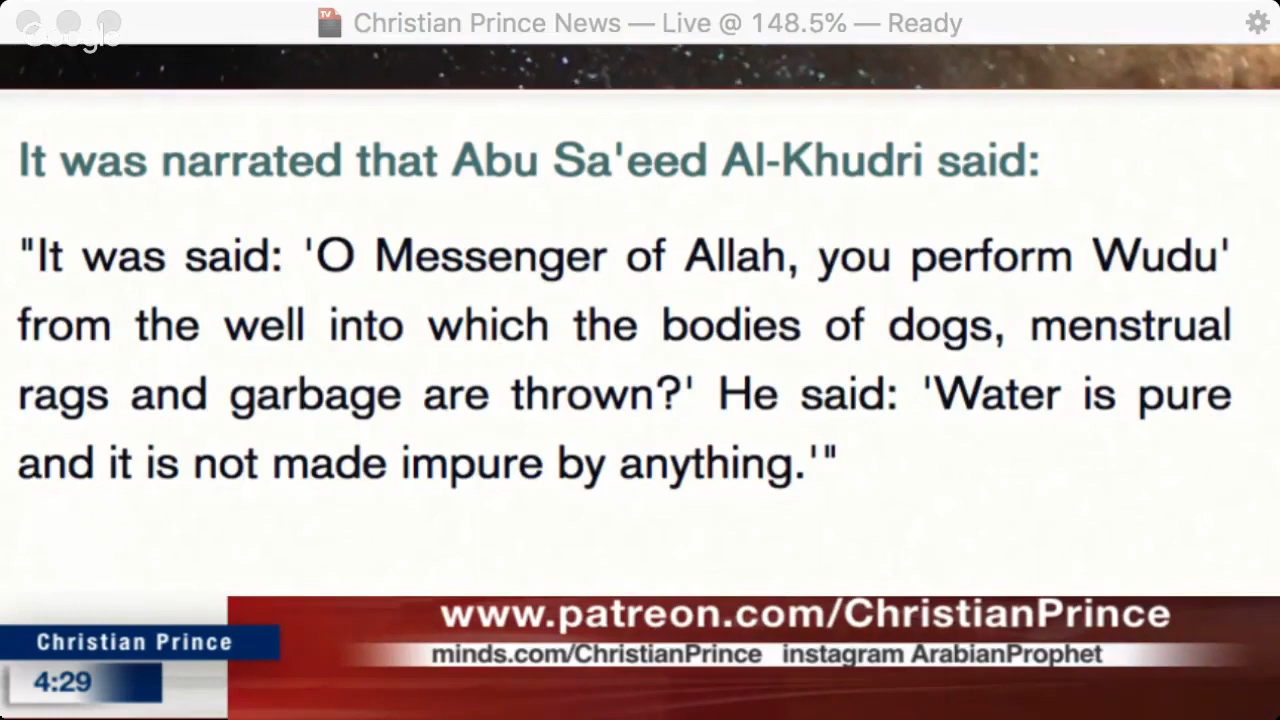 Christian Prince News — Live @ 148.5% — Ready
Google
It was narrated that Abu Sa'eed Al-Khudri said:
"It was said: 'O Messenger of Allah, you perform Wudu'
from the well into which the bodies of dogs, menstrual
rags and garbage are thrown?' He said: 'Water is pure
and it is not made impure by anything.'"
www.patreon.com/ChristianPrince
Christian Prince
minds.com/ChristianPrince instagram ArabianProphet
4:29